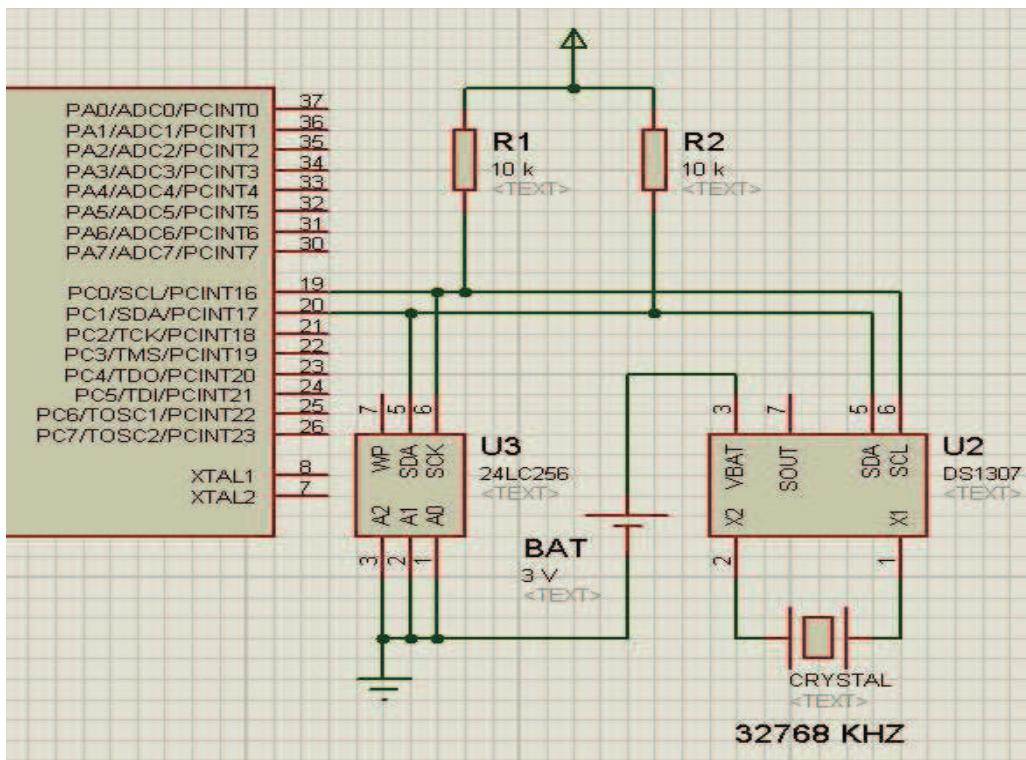 PA0/ADC0/PCINT0 37
PA1/ADC1/PCINT1 36
PA2/ADC2/PCINT2 35
PA3/ADC3/PCINT3 34
PA4/ADC4/PCINT4 33
PA5/ADC5/PCINT5 32
PA6/ADC6/PCINT6 31
PA7/ADC7/PCINT7 30
PC0/SCL/PCINT16 19
PC1/SDA/PCINT17 20
PC2/TCK/PCINT18 21
PC3/TMS/PCINT19 22
PC4/TDO/PCINT20 23
PC5/TDI/PCINT21 24
PC6/TOSC1/PCINT22 25
PC7/TOSC2/PCINT23 26
XTAL1 8
XTAL2 7
R1
10 k
<TEXT>
R2
10 k
<TEXT>
7 5 6
WP SDA SCK
A2 A1 A0
3 2 1
U3
24LC256
<TEXT>
BAT
3 V
<TEXT>
3 7 5 6
VBAT SOUT SDA SCL
X2 X1
2 1
U2
DS1307
<TEXT>
CRYSTAL
<TEXT>
32768 KHZ